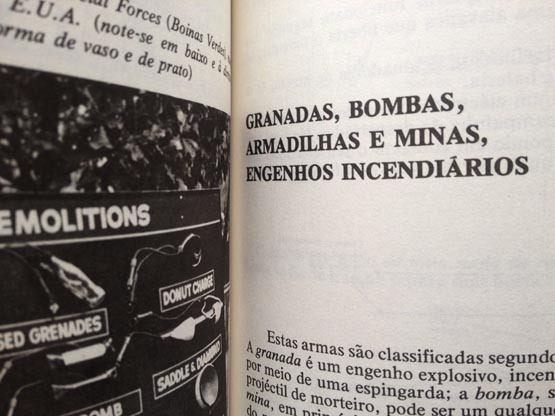 Forces (Boinas Verdes),
E.U.A. (note-se em baixo e à
forma de vaso e de prato)
EMOLITIONS
DONUT CHARGE
SED GRENADES
SADDLE & DIAMOND
OMB
GRANADAS, BOMBAS,
ARMADILHAS E MINAS,
ENGENHOS INCENDIÁRIOS
Estas armas são classificadas segundo
A granada é um engenho explosivo, incen
por meio de uma espingarda; a bomba, a
projéctil de morteiro, pode ser um qualqu
mina, em prin